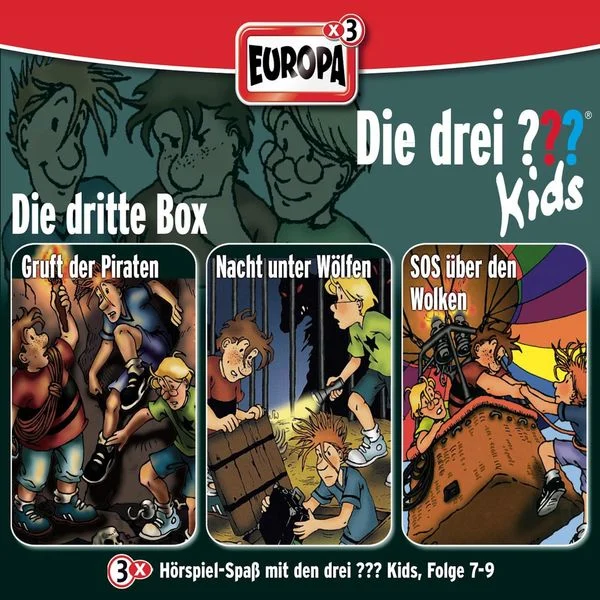 EUROPA x3
Die drei ???®
Kids
Die dritte Box
Gruft der Piraten
Nacht unter Wölfen
SOS über den
Wolken
3x Hörspiel-Spaß mit den drei ??? Kids, Folge 7-9